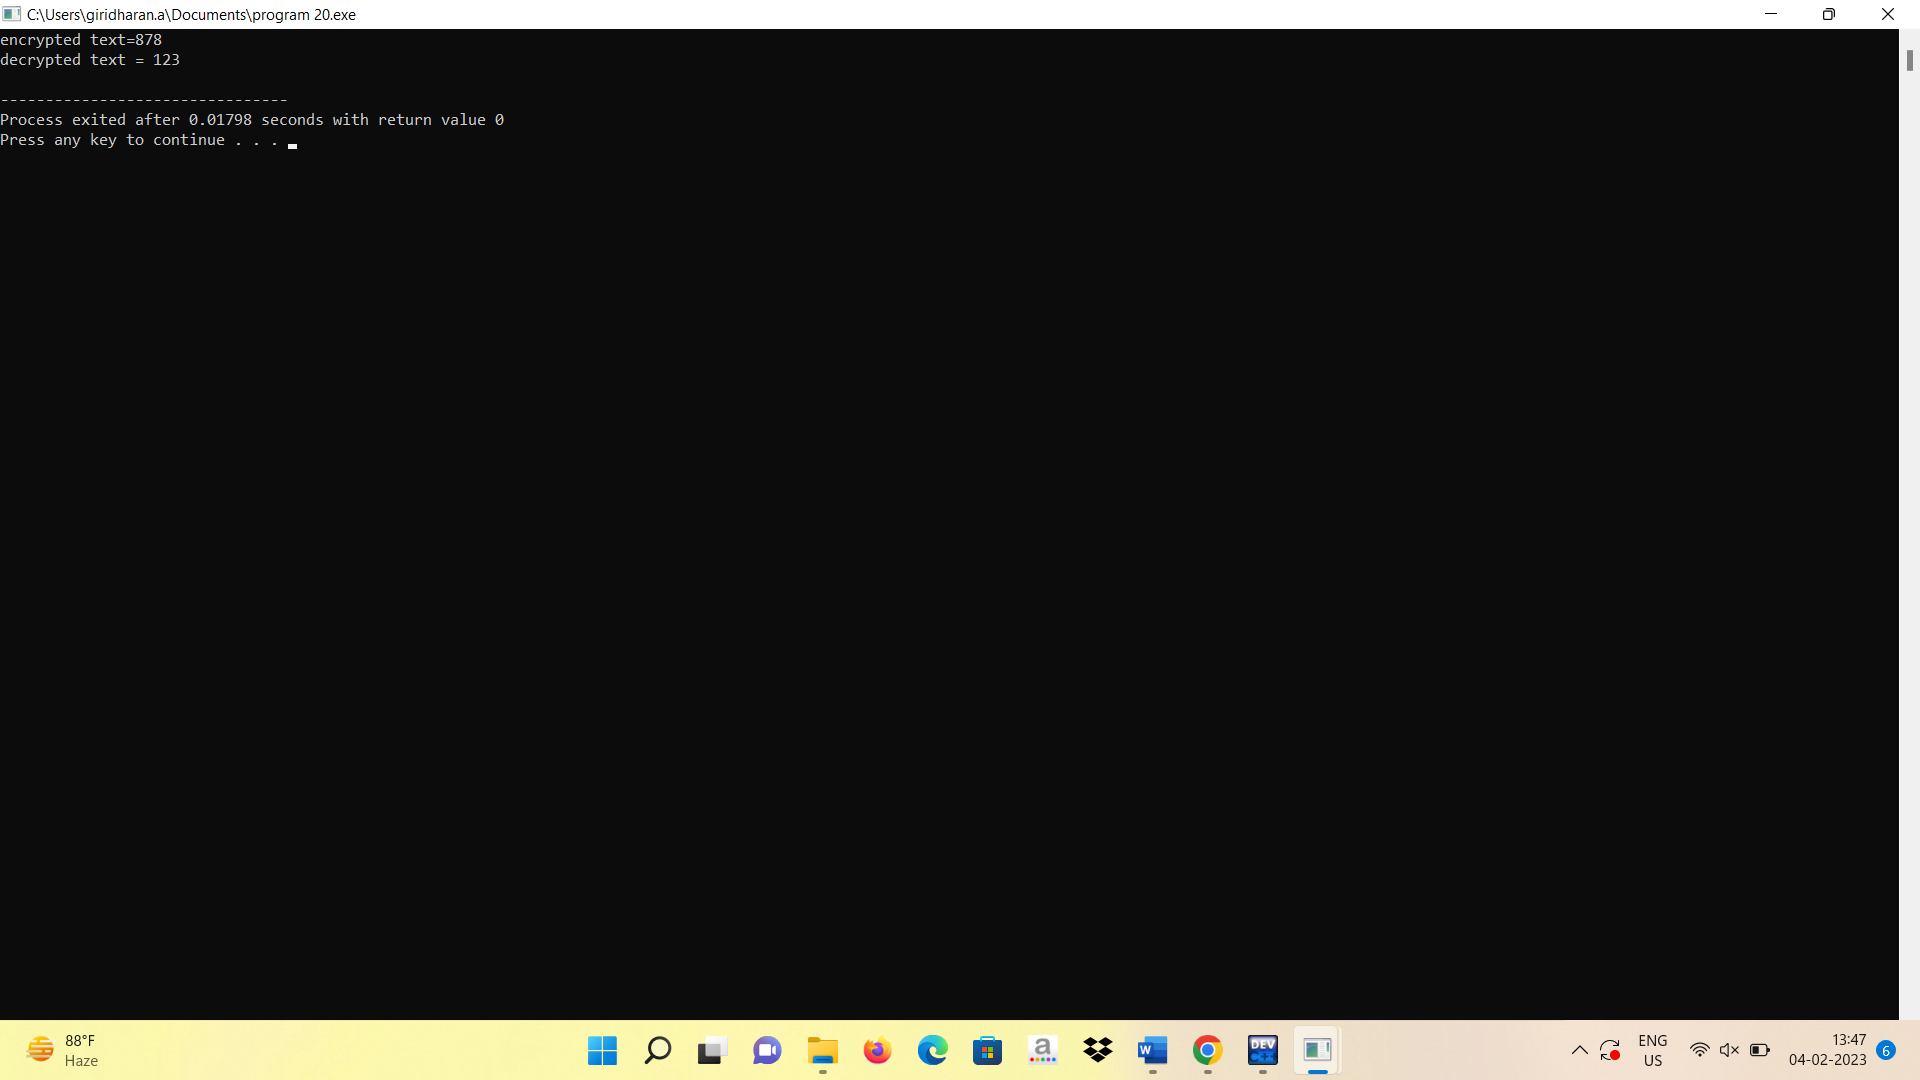 C:\Users\giridharan.a\Documents\program 20.exe
encrypted text=878
decrypted text = 123
--------------------------------
Process exited after 0.01798 seconds with return value 0
Press any key to continue . . .
88°F
Haze
a
W
DEV
C++
ENG
US
13:47
04-02-2023
6